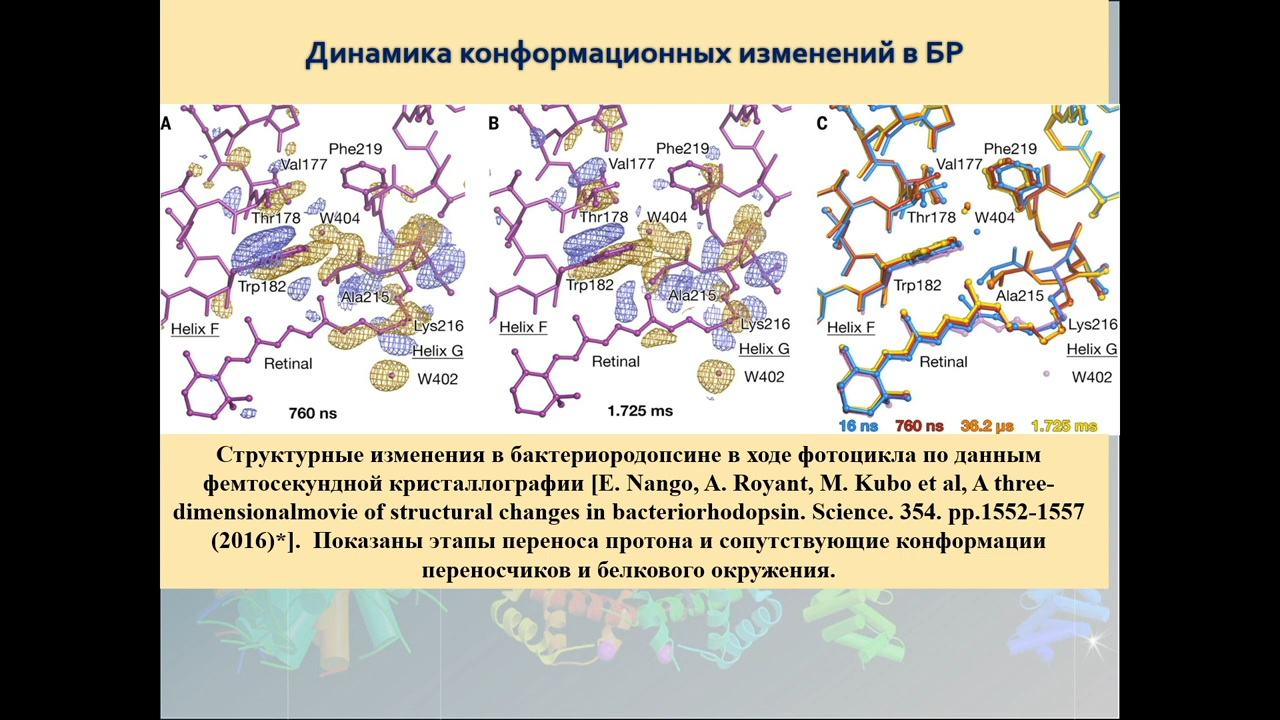 Динамика конформационных изменений в БР
A
Phe219
Val177
Thr178
W404
Trp182
Ala215
Lys216
Helix F
Helix G
Retinal
W402
760 ns
B
Phe219
Val177
Thr178
W404
Trp182
Ala215
Lys216
Helix F
Helix G
Retinal
W402
1.725 ms
C
Phe219
Val177
Thr178
W404
Trp182
Ala215
Lys216
Helix F
Helix G
Retinal
W402
16 ns 760 ns 36.2 µs 1.725 ms
Структурные изменения в бактериородопсине в ходе фотоцикла по данным
фемтосекундной кристаллографии [E. Nango, A. Royant, M. Kubo et al, A three-
dimensionalmovie of structural changes in bacteriorhodopsin. Science. 354. pp.1552-1557
(2016)*]. Показаны этапы переноса протона и сопутствующие конформации
переносчиков и белкового окружения.